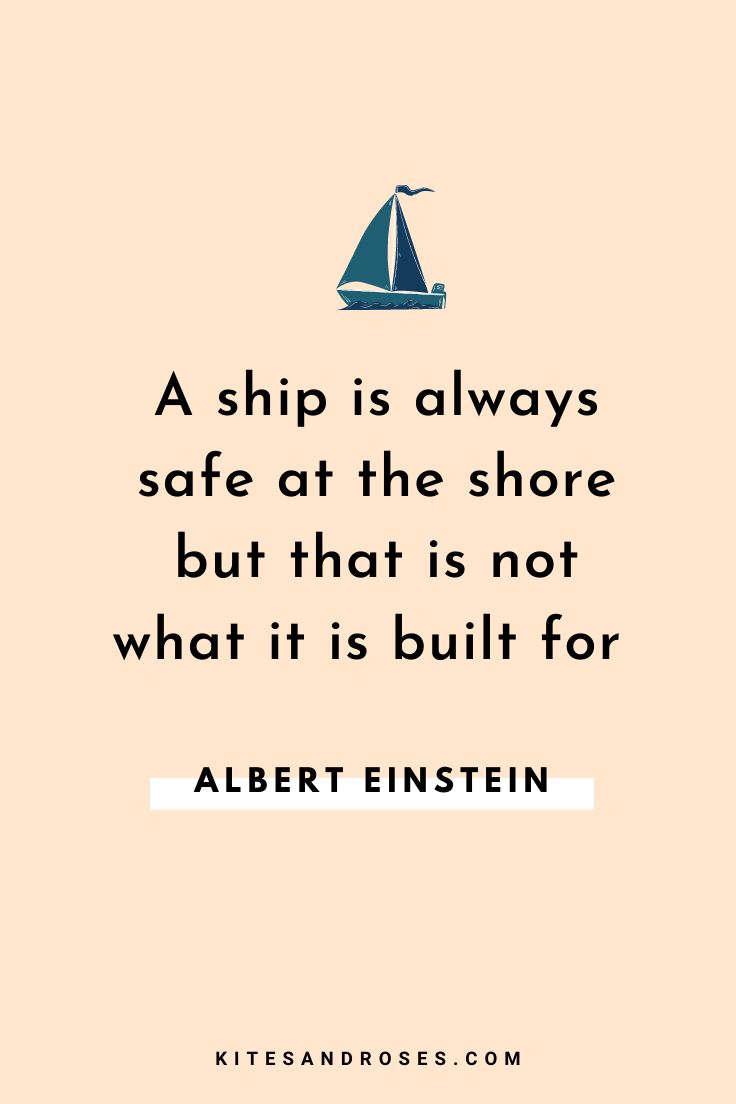 A ship is always
safe at the shore
but that is not
what it is built for
ALBERT EINSTEIN
KITESANDROSES.COM